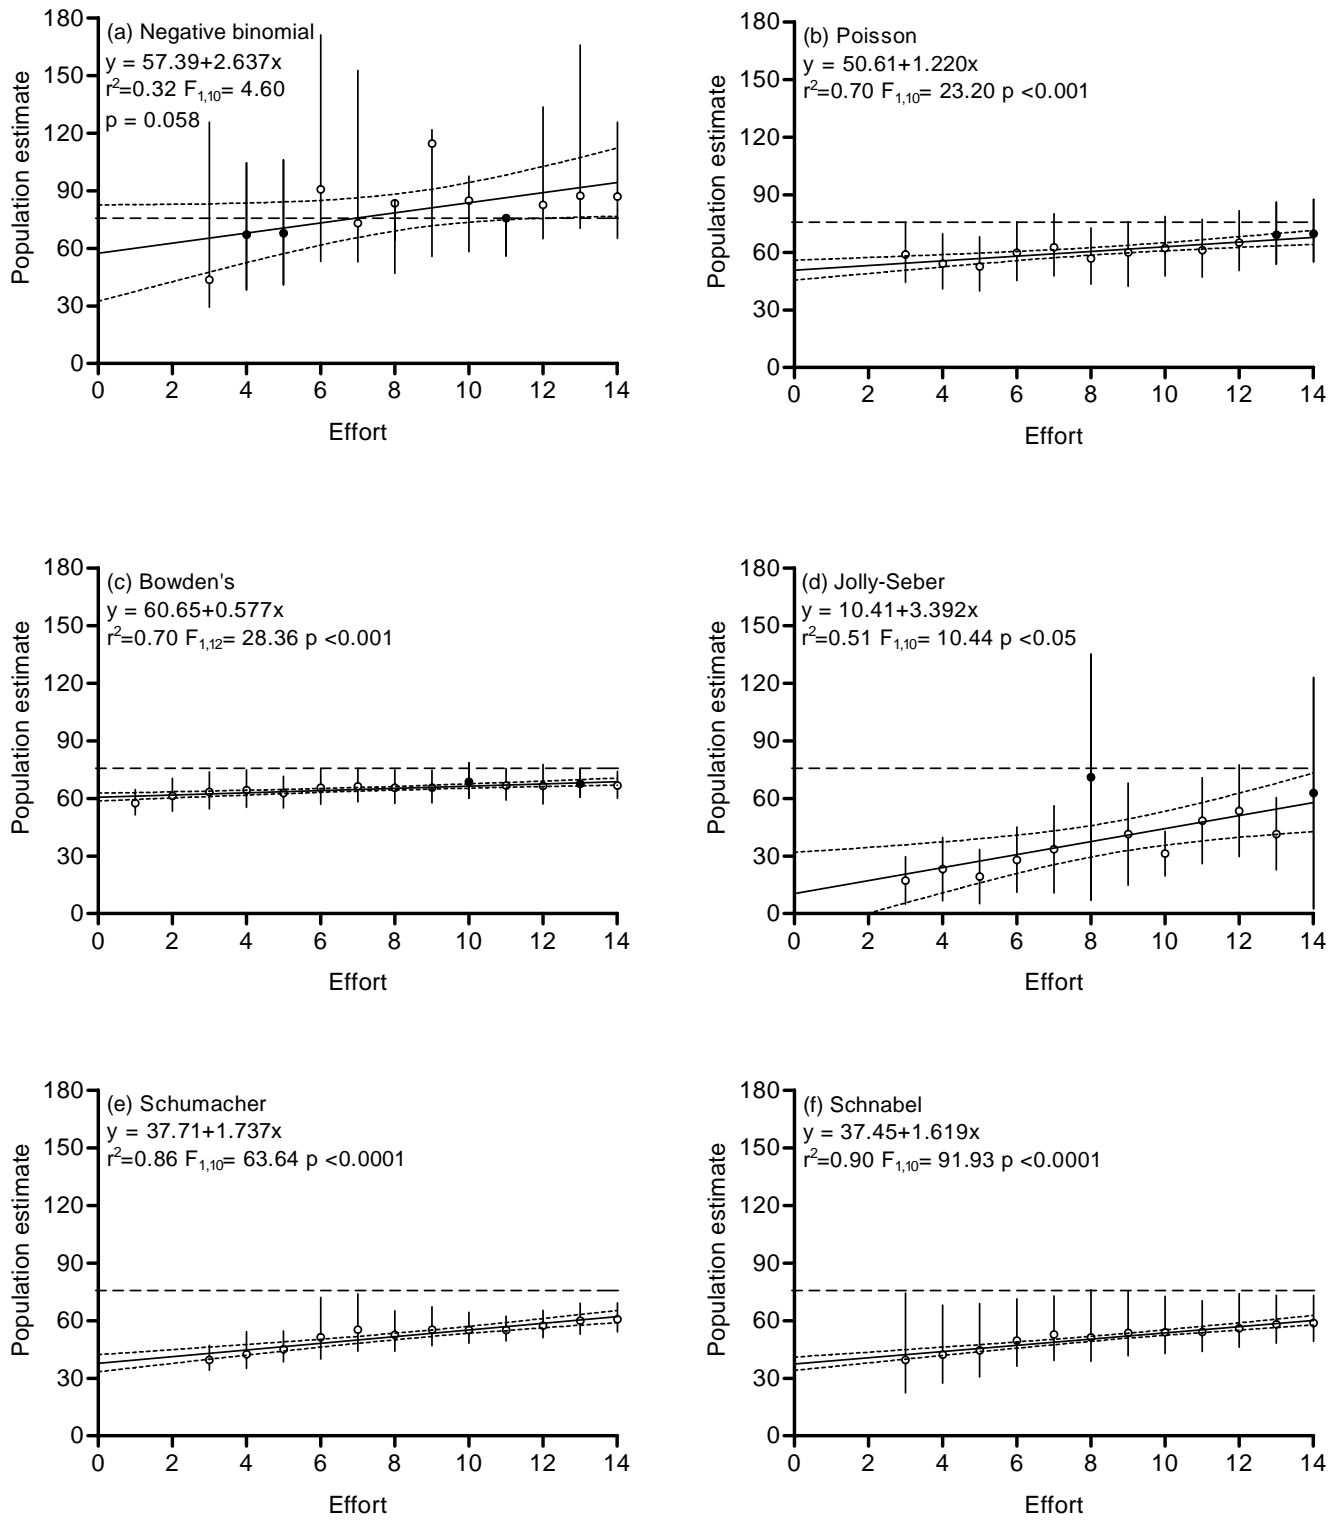 (a) Negative binomial
y = 57.39+2.637x
r²=0.32 F1,10= 4.60
p = 0.058
Population estimate
180
150
120
90
60
30
0
0 2 4 6 8 10 12 14
Effort
(b) Poisson
y = 50.61+1.220x
r²=0.70 F1,10= 23.20 p <0.001
Population estimate
180
150
120
90
60
30
0
0 2 4 6 8 10 12 14
Effort
(c) Bowden's
y = 60.65+0.577x
r²=0.70 F1,12= 28.36 p <0.001
Population estimate
180
150
120
90
60
30
0
0 2 4 6 8 10 12 14
Effort
(d) Jolly-Seber
y = 10.41+3.392x
r²=0.51 F1,10= 10.44 p <0.05
Population estimate
180
150
120
90
60
30
0
0 2 4 6 8 10 12 14
Effort
(e) Schumacher
y = 37.71+1.737x
r²=0.86 F1,10= 63.64 p <0.0001
Population estimate
180
150
120
90
60
30
0
0 2 4 6 8 10 12 14
Effort
(f) Schnabel
y = 37.45+1.619x
r²=0.90 F1,10= 91.93 p <0.0001
Population estimate
180
150
120
90
60
30
0
0 2 4 6 8 10 12 14
Effort